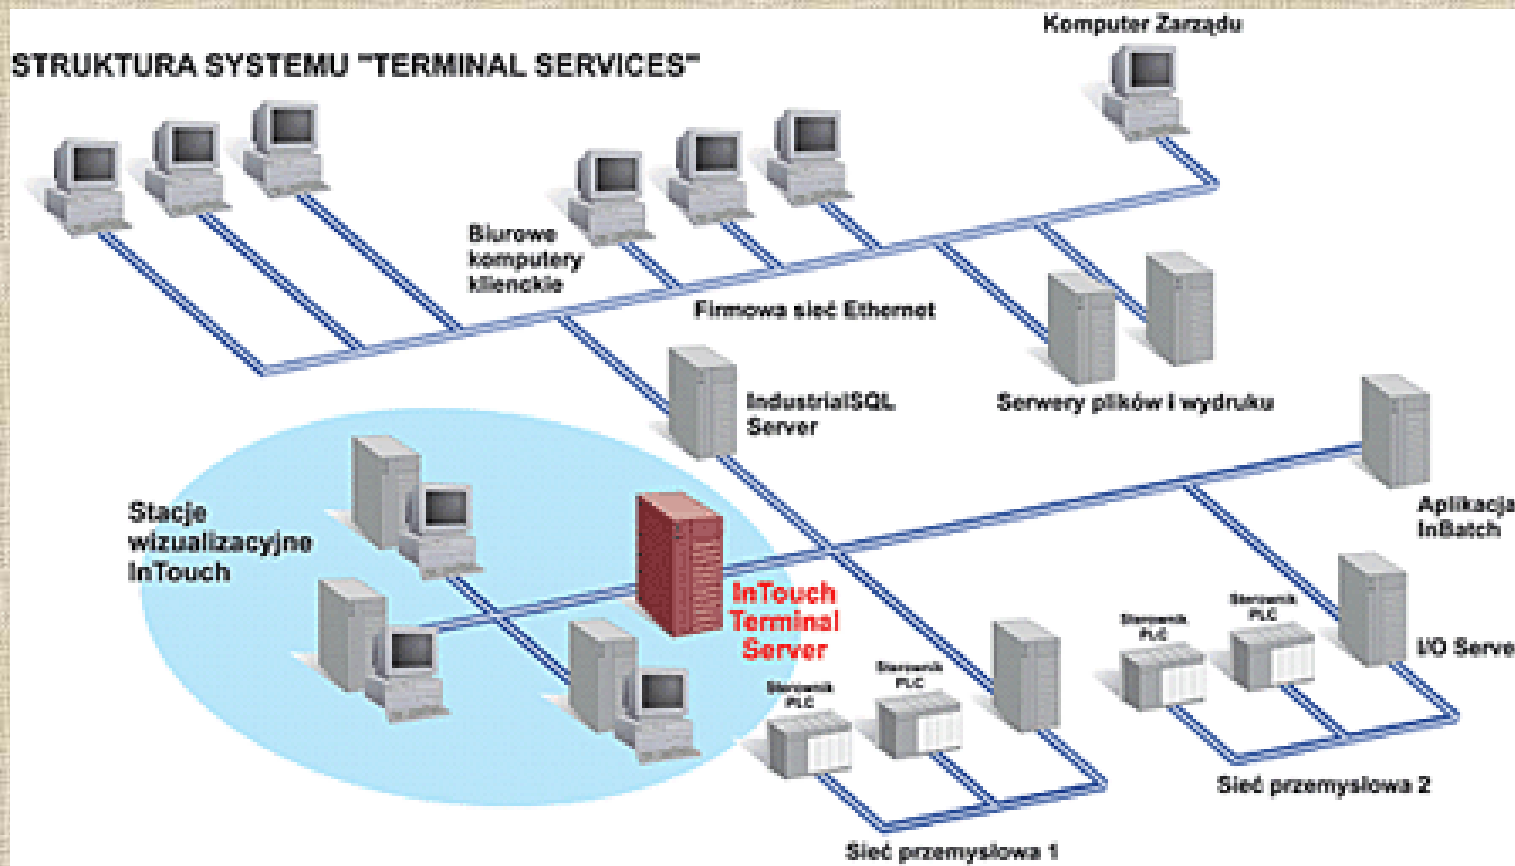 Komputer Zarządu
STRUKTURA SYSTEMU "TERMINAL SERVICES"
Biurowe
komputery
klienckie
Firmowa sieć Ethernet
IndustrialSQL
Server
Serwery plików i wydruku
Aplikacja
InBatch
Stacje
wizualizacyjne
InTouch
InTouch
Terminal
Server
Sterownik
PLC
Sterownik
PLC
Sterownik
PLC
Sterownik
PLC
I/O Serve
Sieć przemysłowa 2
Sieć przemysłowa 1